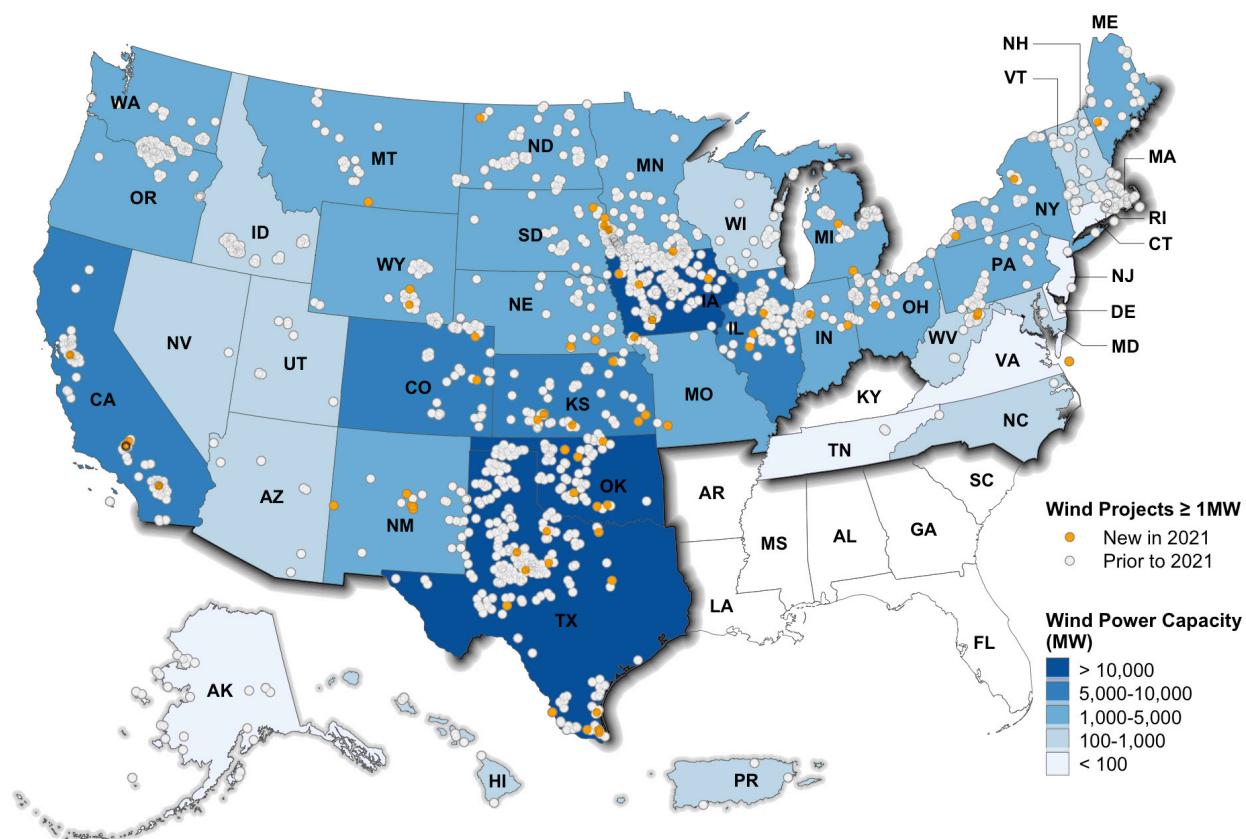 ME
NH
VT
WA
MT
ND
MN
MA
OR
ID
SD
WI
MI
NY
RI
CT
WY
PA
NJ
NE
IA
OH
DE
NV
UT
IL
IN
WV
MD
CA
CO
KS
MO
VA
KY
NC
TN
AZ
NM
OK
AR
SC
MS
AL
GA
LA
TX
FL
AK
HI
PR
Wind Projects ≥ 1MW
New in 2021
Prior to 2021
Wind Power Capacity
(MW)
> 10,000
5,000-10,000
1,000-5,000
100-1,000
< 100